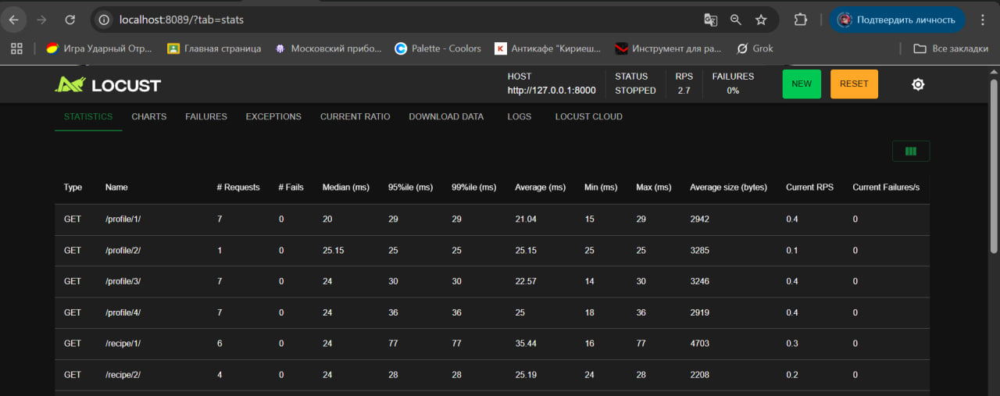 localhost:8089/?tab=stats
Подтвердить личность
Игра Ударный Отр...
Главная страница
Московский прибо...
Palette - Coolors
Антикафе "Кириеш...
Инструмент для ра...
Grok
Все закладки
LOCUST
HOST
http://127.0.0.1:8000
STATUS
STOPPED
RPS
2.7
FAILURES
0%
NEW
RESET
STATISTICS CHARTS FAILURES EXCEPTIONS CURRENT RATIO DOWNLOAD DATA LOGS LOCUST CLOUD
Type Name # Requests # Fails Median (ms) 95%ile (ms) 99%ile (ms) Average (ms) Min (ms) Max (ms) Average size (bytes) Current RPS Current Failures/s
GET /profile/1/ 7 0 20 29 29 21.04 15 29 2942 0.4 0
GET /profile/2/ 1 0 25.15 25 25 25.15 25 25 3285 0.1 0
GET /profile/3/ 7 0 24 30 30 22.57 14 30 3246 0.4 0
GET /profile/4/ 7 0 24 36 36 25 18 36 2919 0.4 0
GET /recipe/1/ 6 0 24 77 77 35.44 16 77 4703 0.3 0
GET /recipe/2/ 4 0 24 28 28 25.19 24 28 2208 0.2 0